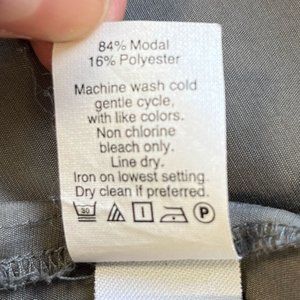 84% Modal
16% Polyester
Machine wash cold
gentle cycle,
with like colors.
Non chlorine
bleach only.
Line dry.
Iron on lowest setting.
Dry clean if preferred.
30 P